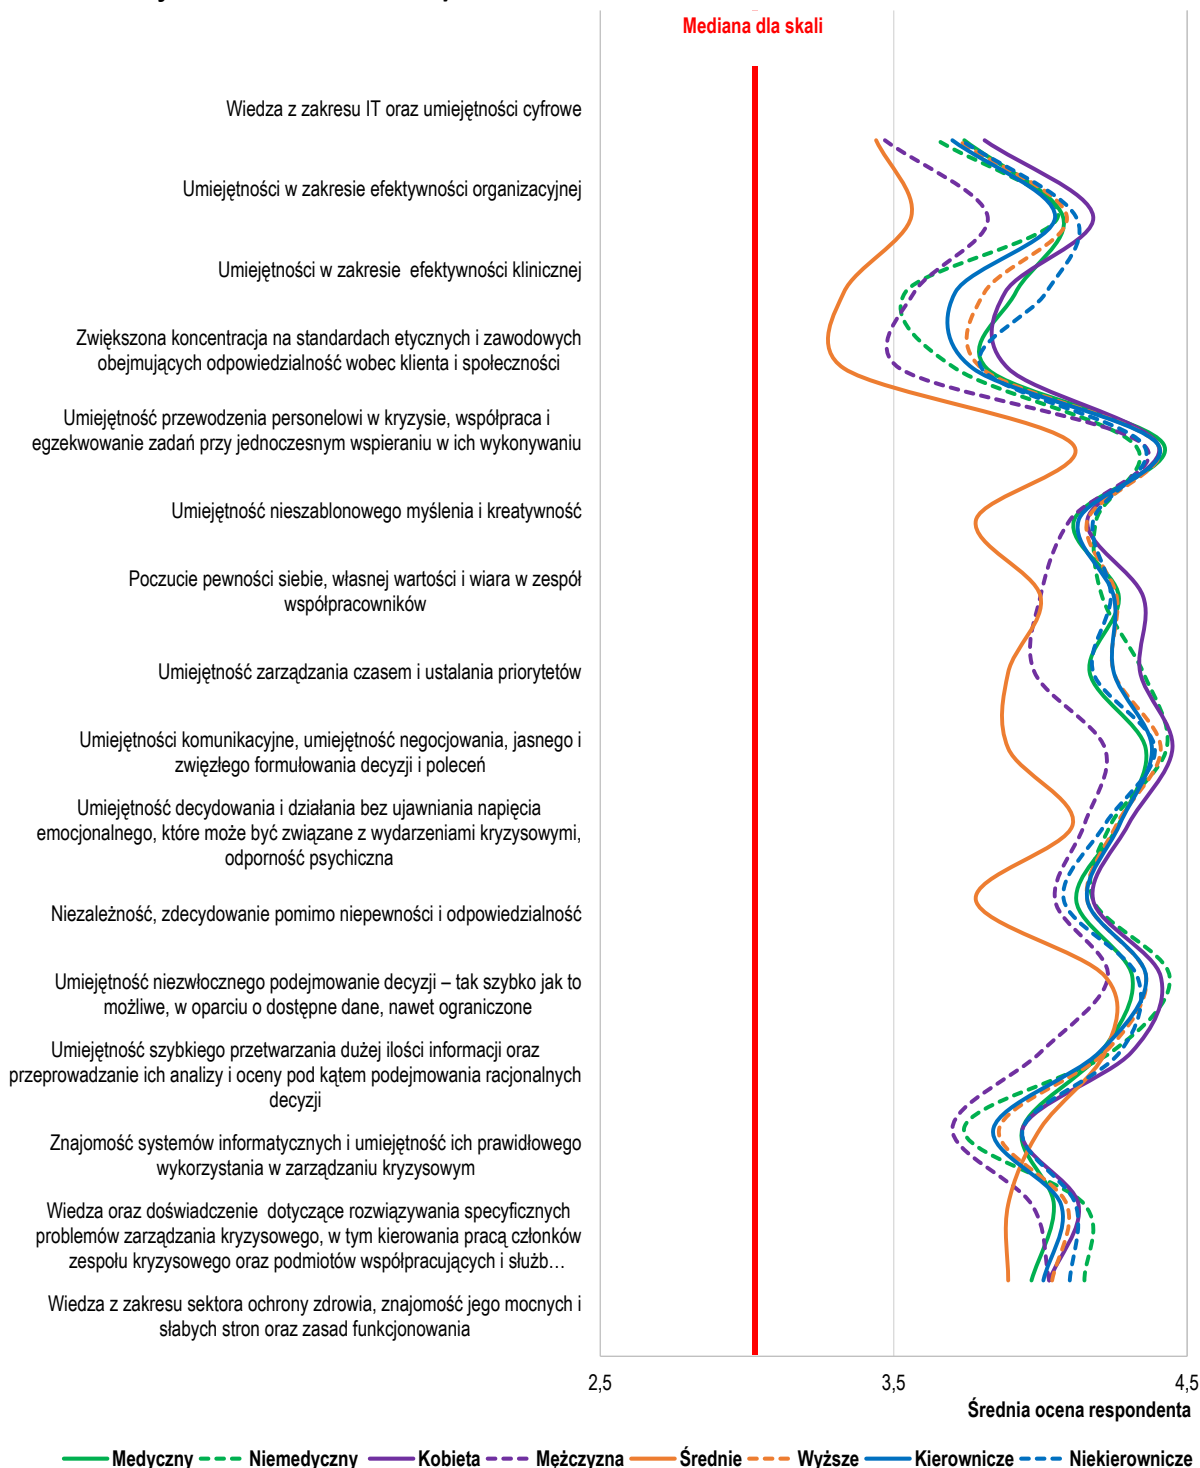 Mediana dla skali
Wiedza z zakresu IT oraz umiejętności cyfrowe
Umiejętności w zakresie efektywności organizacyjnej
Umiejętności w zakresie  efektywności klinicznej
Zwiększona koncentracja na standardach etycznych i zawodowych
obejmujących odpowiedzialność wobec klienta i społeczności
Umiejętność przewodzenia personelowi w kryzysie, współpraca i
egzekwowanie zadań przy jednoczesnym wspieraniu w ich wykonywaniu
Umiejętność nieszablonowego myślenia i kreatywność
Poczucie pewności siebie, własnej wartości i wiara w zespół
współpracowników
Umiejętność zarządzania czasem i ustalania priorytetów
Umiejętności komunikacyjne, umiejętność negocjowania, jasnego i
zwięzłego formułowania decyzji i poleceń
Umiejętność decydowania i działania bez ujawniania napięcia
emocjonalnego, które może być związane z wydarzeniami kryzysowymi,
odporność psychiczna
Niezależność, zdecydowanie pomimo niepewności i odpowiedzialność
Umiejętność niezwłocznego podejmowanie decyzji – tak szybko jak to
możliwe, w oparciu o dostępne dane, nawet ograniczone
Umiejętność szybkiego przetwarzania dużej ilości informacji oraz
przeprowadzanie ich analizy i oceny pod kątem podejmowania racjonalnych
decyzji
Znajomość systemów informatycznych i umiejętność ich prawidłowego
wykorzystania w zarządzaniu kryzysowym
Wiedza oraz doświadczenie  dotyczące rozwiązywania specyficznych
problemów zarządzania kryzysowego, w tym kierowania pracą członków
zespołu kryzysowego oraz podmiotów współpracujących i służb…
Wiedza z zakresu sektora ochrony zdrowia, znajomość jego mocnych i
słabych stron oraz zasad funkcjonowania
2,5 3,5 4,5
Średnia ocena respondenta
Medyczny Niemedyczny Kobieta Mężczyzna Średnie Wyższe Kierownicze Niekierownicze